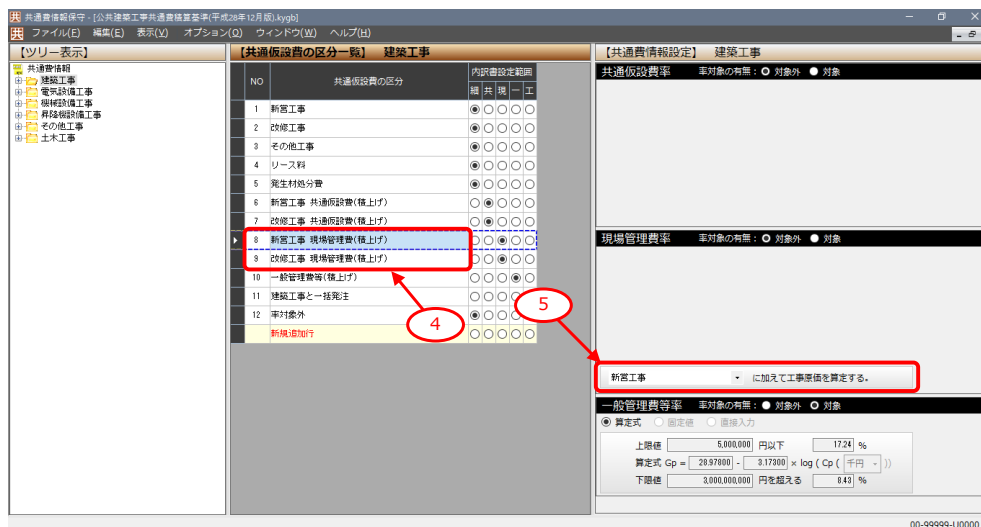 共通費情報保守 - [公共建築工事共通費積算基準(平成28年12月版).kygb]
ファイル(F) 編集(E) 表示(V) オプション(O) ウィンドウ(W) ヘルプ(H)
【ツリー表示】
共通費情報
建築工事
電気設備工事
機械設備工事
昇降機設備工事
その他工事
土木工事
【共通仮設費の区分一覧】 建築工事
NO 共通仮設費の区分 内訳書設定範囲
細 共 現 一 工
1 新営工事
2 改修工事
3 その他工事
4 リース料
5 発生材処分費
6 新営工事 共通仮設費(積上げ)
7 改修工事 共通仮設費(積上げ)
8 新営工事 現場管理費(積上げ)
9 改修工事 現場管理費(積上げ)
10 一般管理費等(積上げ)
11 建築工事と一括発注
12 率対象外
新規追加行
4
5
【共通費情報設定】 建築工事
共通仮設費率 率対象の有無: 対象外 対象
現場管理費率 率対象の有無: 対象外 対象
新営工事 に加えて工事原価を算定する。
一般管理費等率 率対象の有無: 対象外 対象
算定式 固定値 直接入力
上限値 5,000,000 円以下 17.24 %
算定式 Gp = 28.97800 - 3.17300 × log ( Cp ( 千円 ))
下限値 3,000,000,000 円を超える 8.43 %
00-99999-U0000